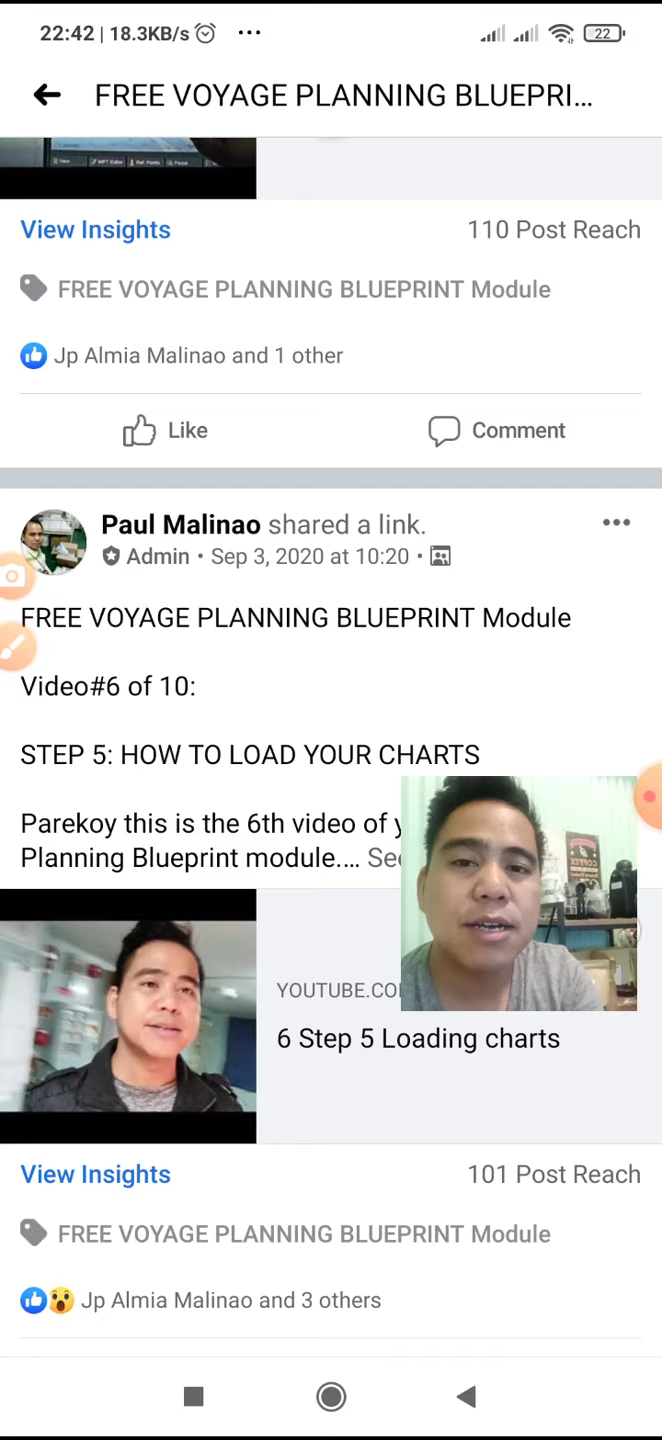 22:42 | 18.3KB/s
22
FREE VOYAGE PLANNING BLUEPRI...
View Insights
110 Post Reach
FREE VOYAGE PLANNING BLUEPRINT Module
Jp Almia Malinao and 1 other
Like
Comment
Paul Malinao shared a link.
Admin • Sep 3, 2020 at 10:20 •
FREE VOYAGE PLANNING BLUEPRINT Module
Video#6 of 10:
STEP 5: HOW TO LOAD YOUR CHARTS
Parekoy this is the 6th video of
Planning Blueprint module....
YOUTUBE.CO
6 Step 5 Loading charts
View Insights
101 Post Reach
FREE VOYAGE PLANNING BLUEPRINT Module
Jp Almia Malinao and 3 others